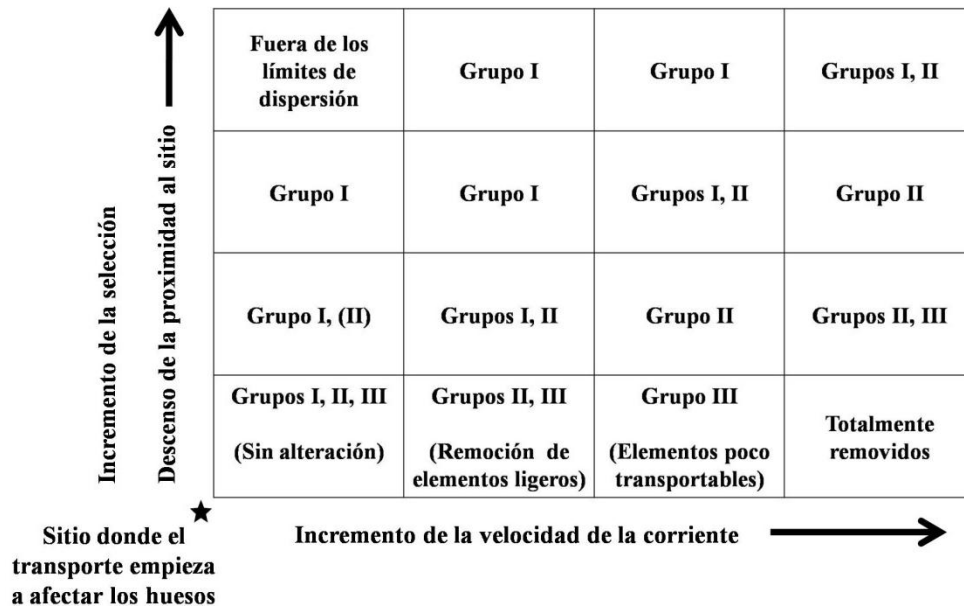 Fuera de los
límites de
dispersión
Grupo I
Grupo I
Grupos I, II
Grupo I
Grupo I
Grupos I, II
Grupo II
Grupo I, (II)
Grupos I, II
Grupo II
Grupos II, III
Grupos I, II, III
(Sin alteración)
Grupos II, III
(Remoción de
elementos ligeros)
Grupo III
(Elementos poco
transportables)
Totalmente
removidos
Incremento de la selección
Descenso de la proximidad al sitio
Sitio donde el
transporte empieza
a afectar los huesos
Incremento de la velocidad de la corriente